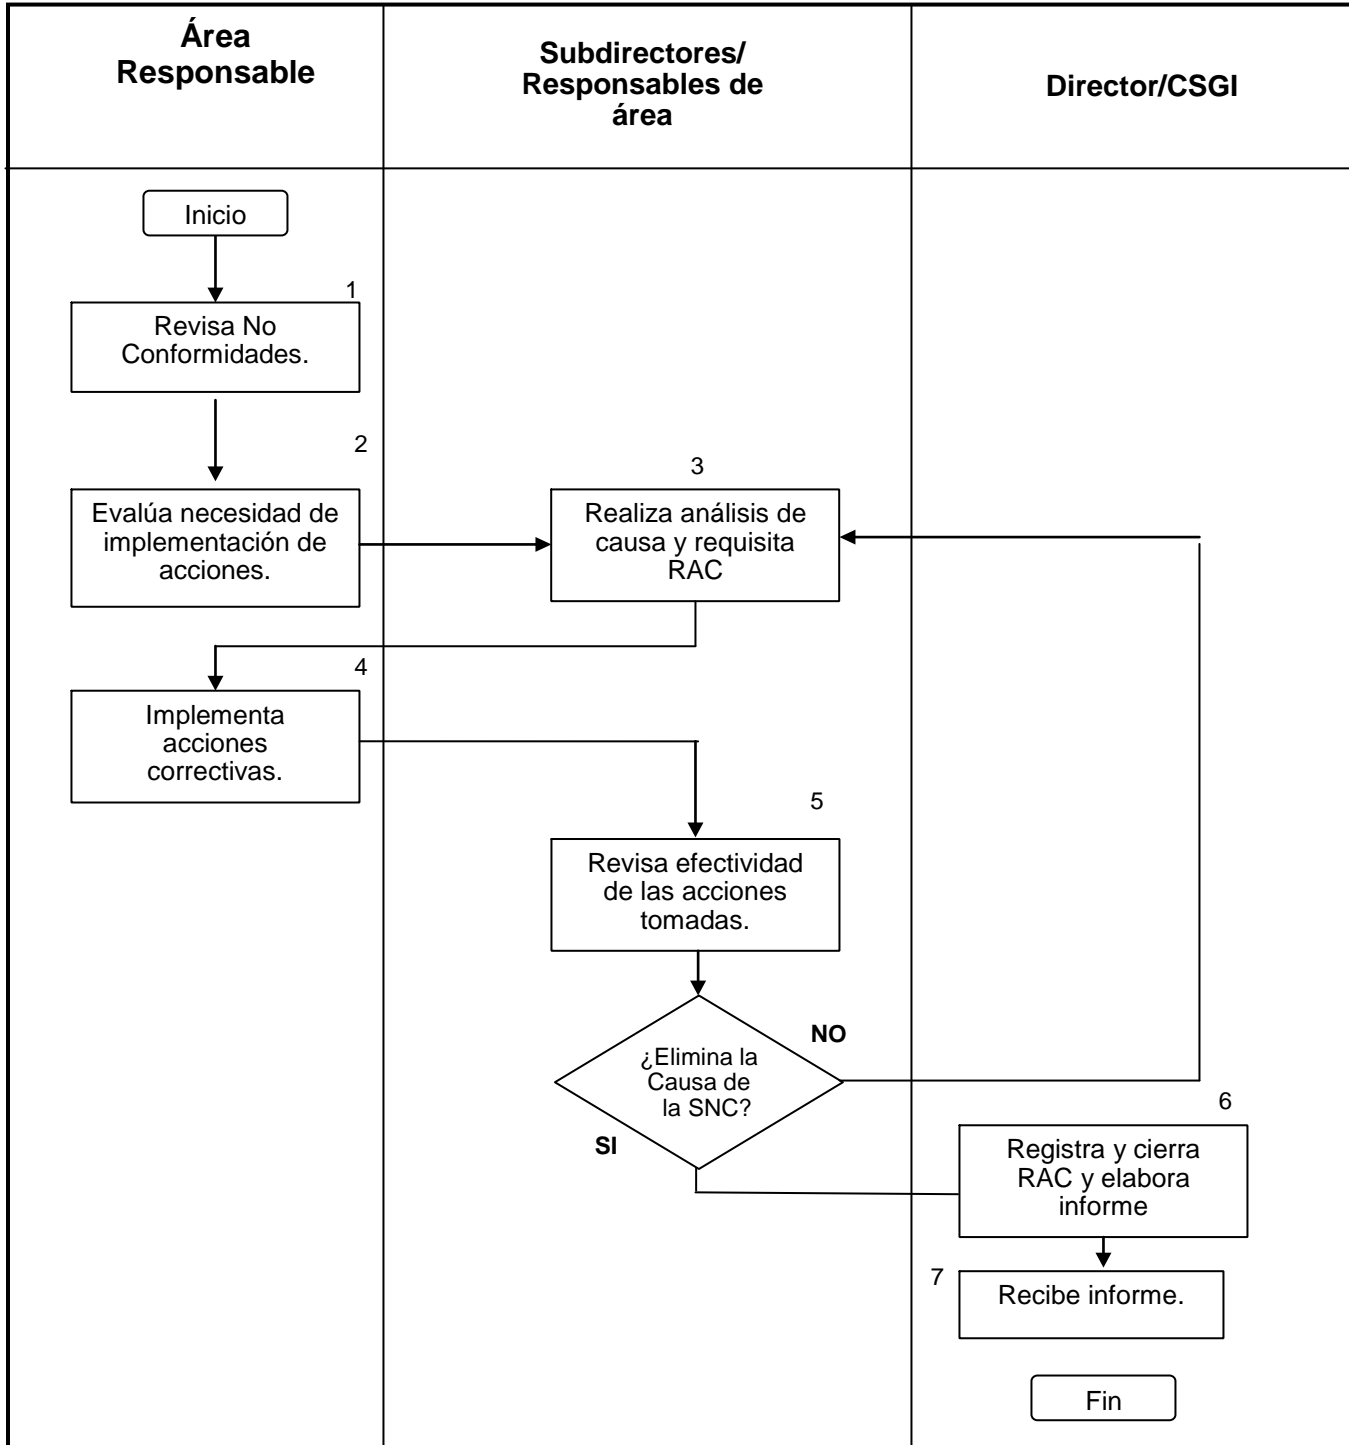 Área
Responsable
Subdirectores/
Responsables de
área
Director/CSGI
Inicio
1
Revisa No
Conformidades.
2
Evalúa necesidad de
implementación de
acciones.
3
Realiza análisis de
causa y requisita
RAC
4
Implementa
acciones
correctivas.
5
Revisa efectividad
de las acciones
tomadas.
¿Elimina la
Causa de
la SNC?
NO
SI
6
Registra y cierra
RAC y elabora
informe
7
Recibe informe.
Fin